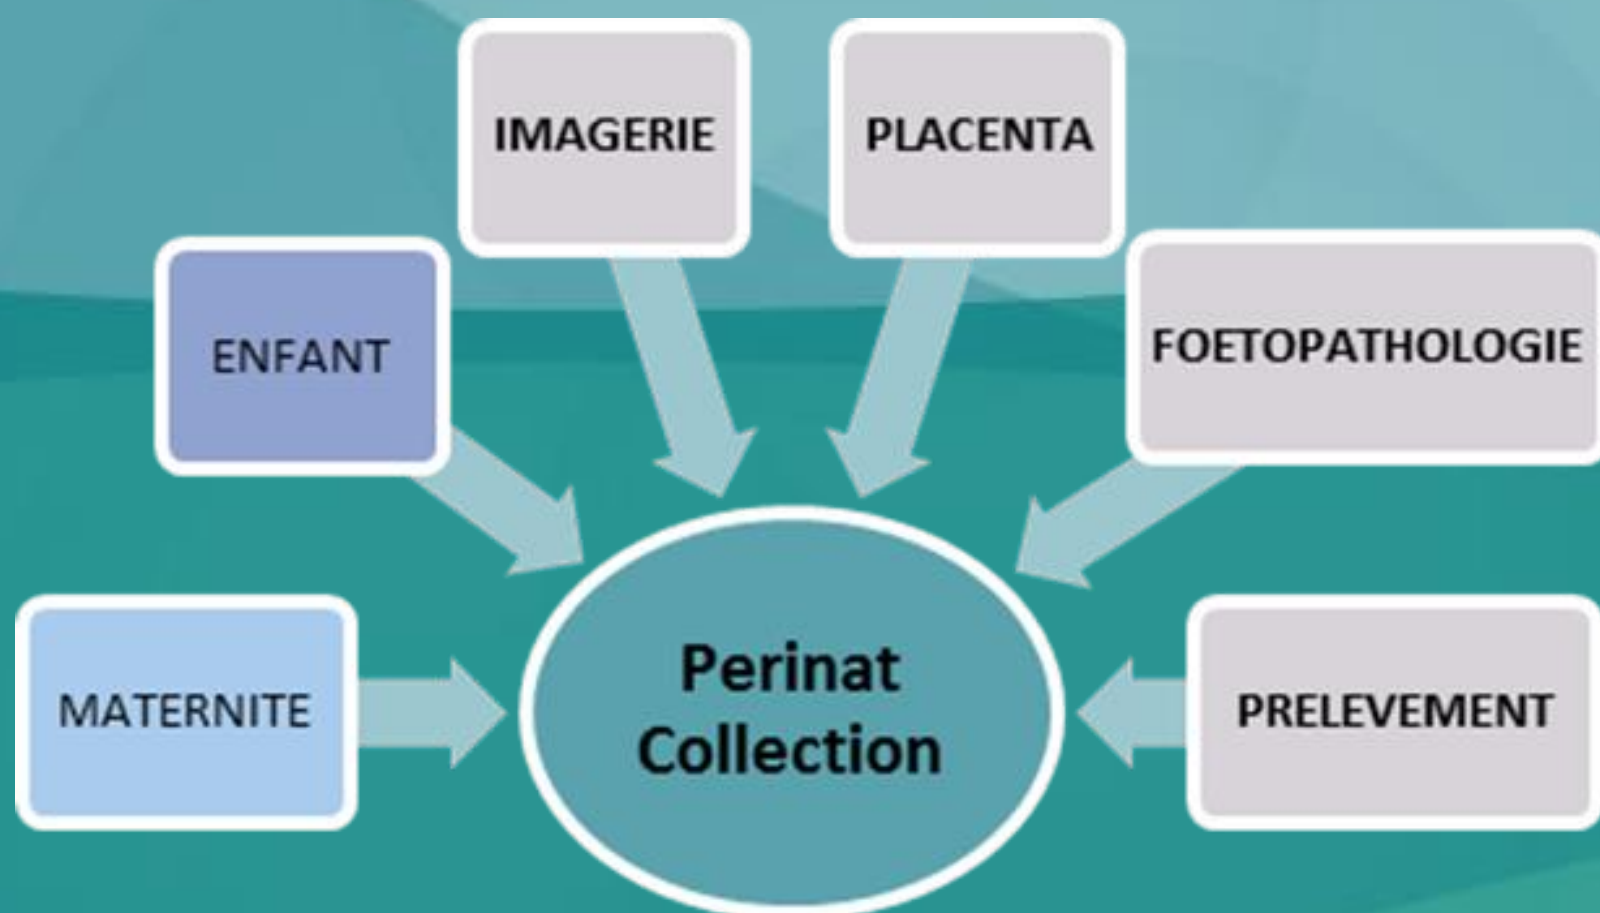 IMAGERIE
PLACENTA
ENFANT
FOETOPATHOLOGIE
MATERNITE
Perinat
Collection
PRELEVEMENT